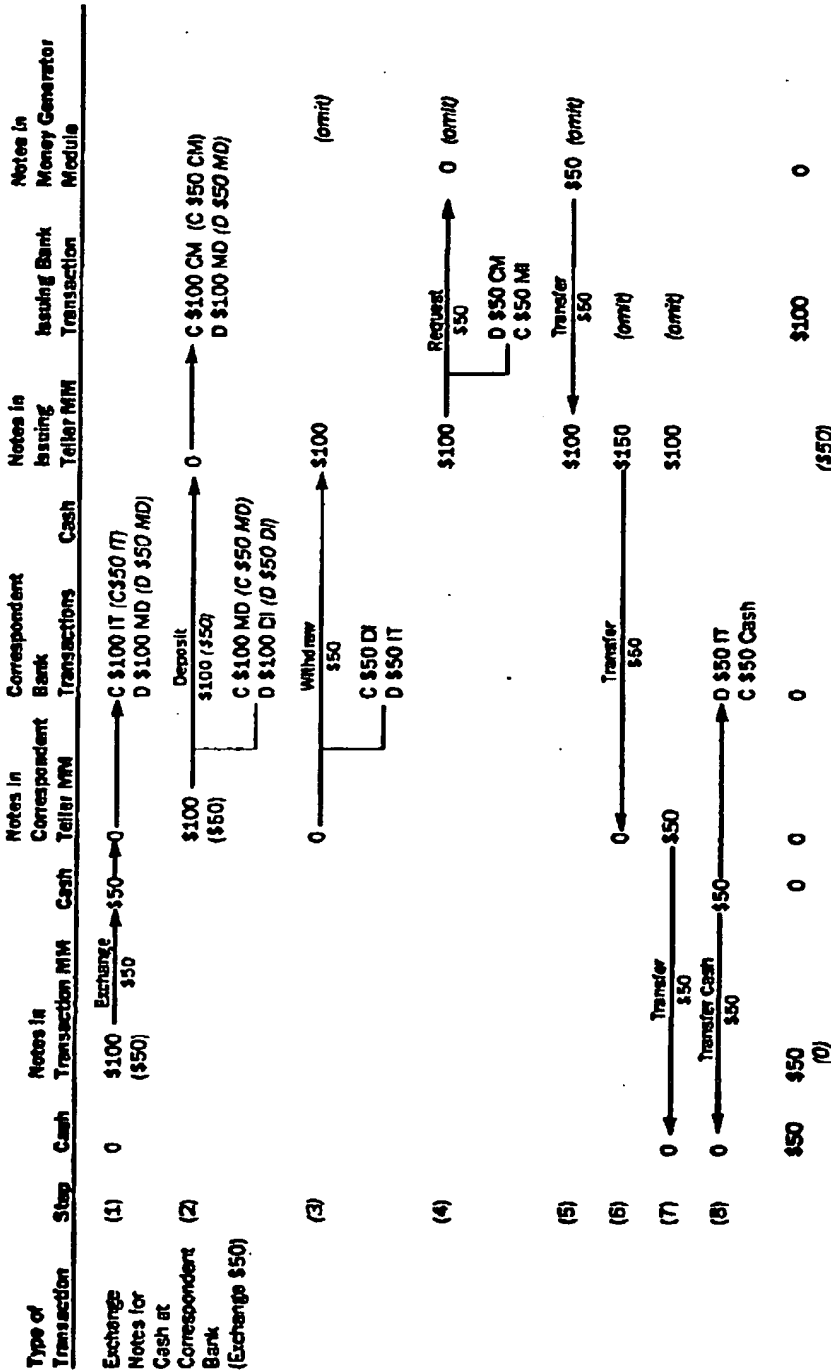 Type of Transaction
Step
Cash
Notes in Transaction MM
Cash
Notes in Correspondent Teller MM
Correspondent Bank Transactions
Cash
Notes in Issuing Teller MM
Issuing Bank Transaction
Notes in Money Generator Module
Exchange Notes for Cash at Correspondent Bank (Exchange $50)
(1)
0
$100
($50)
Exchange
$50
$50
0
C $100 IT (C $50 IT)
D $100 MD (D $50 MD)
(2)
$100
($50)
Deposit
$100 ($50)
C $100 MD (C $50 MD)
D $100 DI (D $50 DI)
0
C $100 CM (C $50 CM)
D $100 MD (D $50 MD)
(3)
0
Withdraw
$50
C $50 DI
D $50 IT
$100
(omit)
(4)
$100
Request
$50
D $50 CM
C $50 MI
0 (omit)
(5)
$100
Transfer
$50
$50 (omit)
(6)
0
Transfer
$50
$150
(omit)
(7)
0
Transfer
$50
$50
$100
(omit)
(8)
0
Transfer Cash
$50
$50
D $50 IT
C $50 Cash
$50
$50
(0)
0
0
0
($50)
$100
0